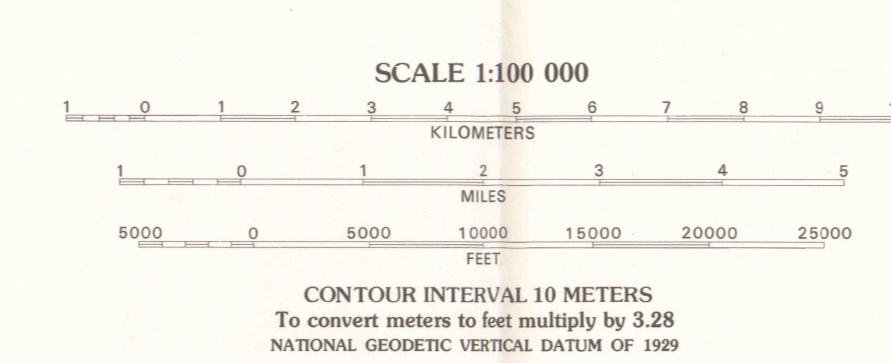 SCALE 1:100 000
1 0 1 2 3 4 5 6 7 8 9
KILOMETERS
1 0 1 2 3 4 5
MILES
5000 0 5000 10000 15000 20000 25000
FEET
CONTOUR INTERVAL 10 METERS
To convert meters to feet multiply by 3.28
NATIONAL GEODETIC VERTICAL DATUM OF 1929